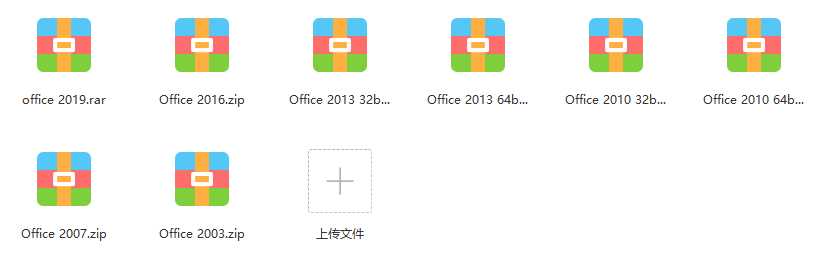 office 2019.rar
Office 2016.zip
Office 2013 32b...
Office 2013 64b...
Office 2010 32b...
Office 2010 64b...
Office 2007.zip
Office 2003.zip
上传文件